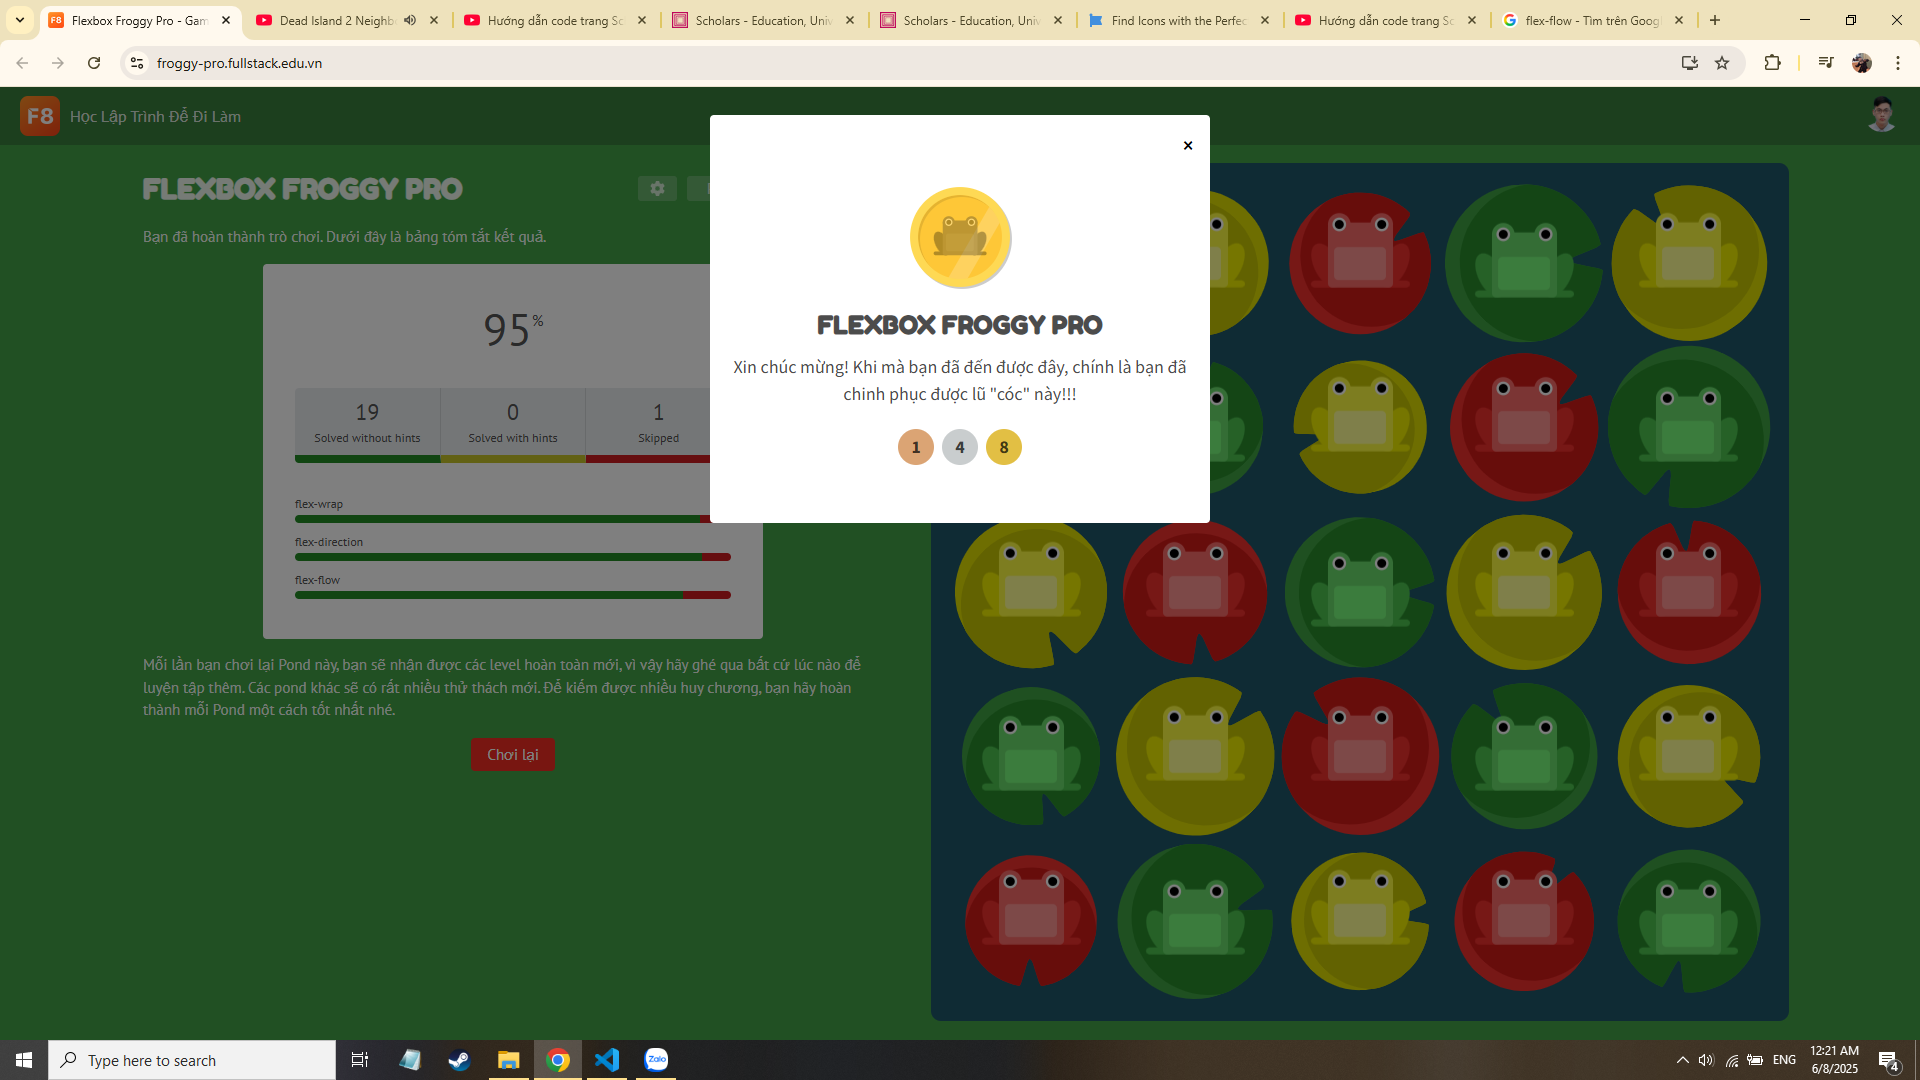 Flexbox Froggy Pro - Gam
Dead Island 2 Neighb
Hướng dẫn code trang Sc
Scholars - Education, Univ
Scholars - Education, Univ
Find Icons with the Perfec
Hướng dẫn code trang Sc
flex-flow - Tìm trên Goog
froggy-pro.fullstack.edu.vn
F8
Học Lập Trình Để Đi Làm
FLEXBOX FROGGY PRO
Bạn đã hoàn thành trò chơi. Dưới đây là bảng tóm tắt kết quả.
95%
19
Solved without hints
0
Solved with hints
1
Skipped
flex-wrap
flex-direction
flex-flow
Mỗi lần bạn chơi lại Pond này, bạn sẽ nhận được các level hoàn toàn mới, vì vậy hãy ghé qua bất cứ lúc nào để
luyện tập thêm. Các pond khác sẽ có rất nhiều thử thách mới. Để kiếm được nhiều huy chương, bạn hãy hoàn
thành mỗi Pond một cách tốt nhất nhé.
Chơi lại
×
FLEXBOX FROGGY PRO
Xin chúc mừng! Khi mà bạn đã đến được đây, chính là bạn đã
chinh phục được lũ "cóc" này!!!
1 4 8
Type here to search
Zalo
ENG
12:21 AM
6/8/2025
4